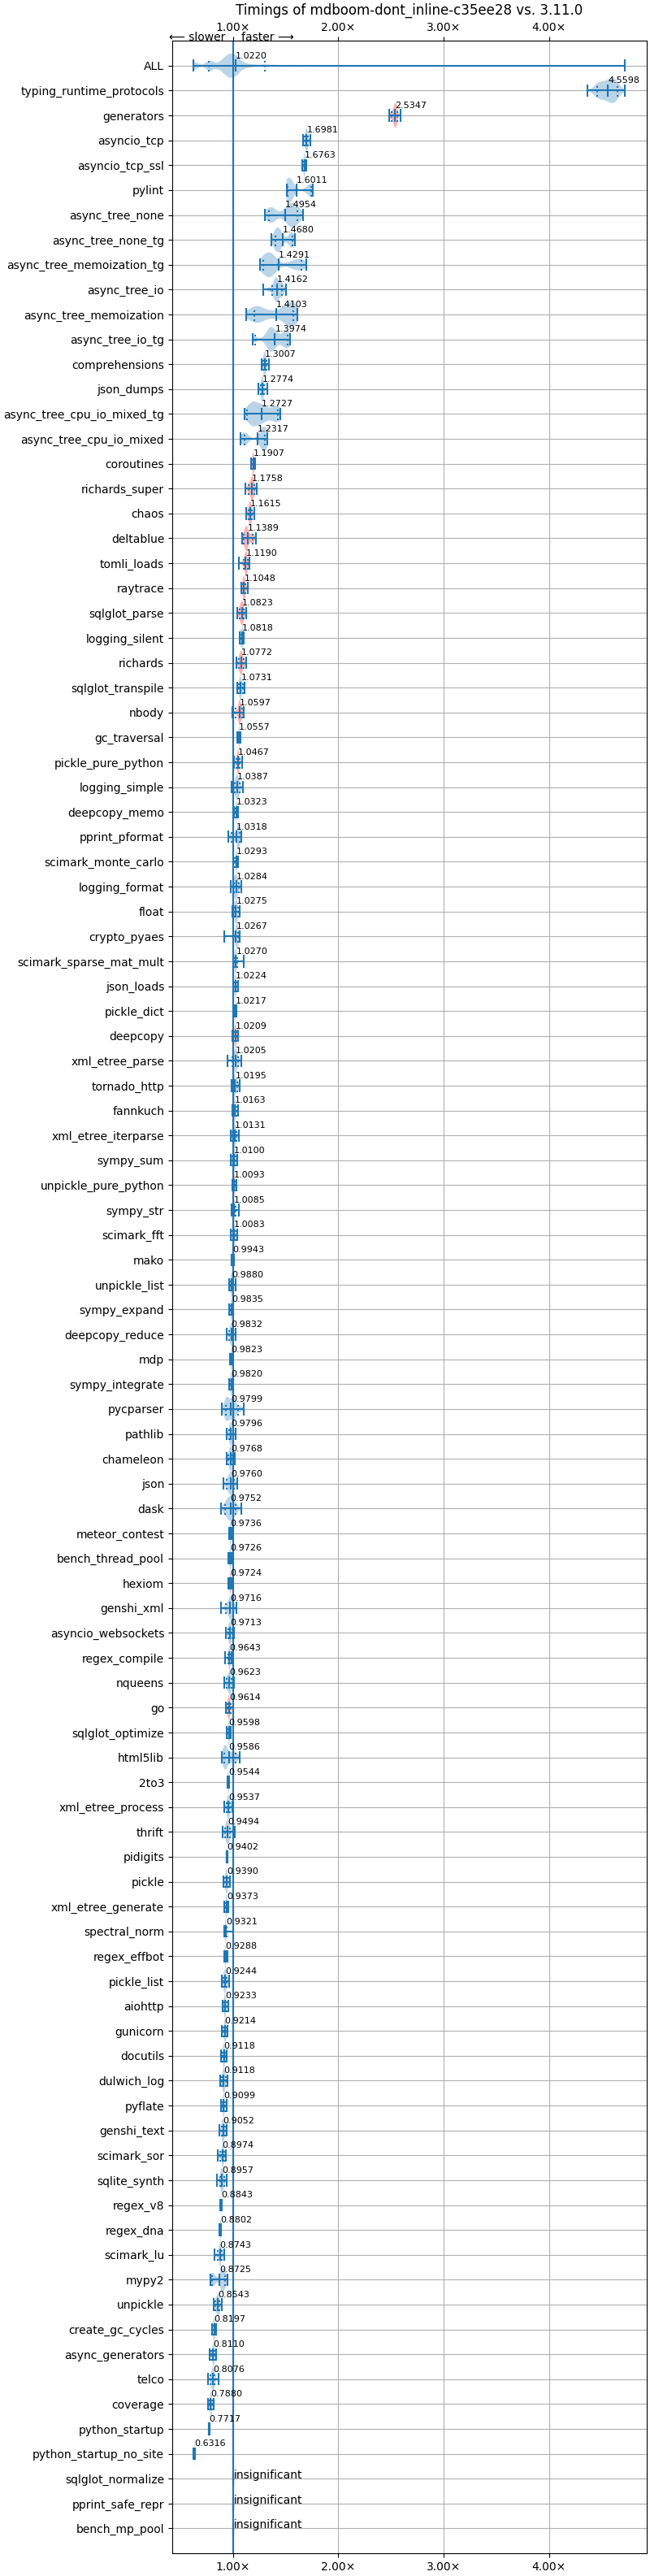 Timings of mdboom-dont_inline-c35ee28 vs. 3.11.0
1.00× 2.00× 3.00× 4.00×
⟵ slower faster ⟶
ALL 1.0220
typing_runtime_protocols 4.5598
generators 2.5347
asyncio_tcp 1.6981
asyncio_tcp_ssl 1.6763
pylint 1.6011
async_tree_none 1.4954
async_tree_none_tg 1.4680
async_tree_memoization_tg 1.4291
async_tree_io 1.4162
async_tree_memoization 1.4103
async_tree_io_tg 1.3974
comprehensions 1.3007
json_dumps 1.2774
async_tree_cpu_io_mixed_tg 1.2727
async_tree_cpu_io_mixed 1.2317
coroutines 1.1907
richards_super 1.1758
chaos 1.1615
deltablue 1.1389
tomli_loads 1.1190
raytrace 1.1048
sqlglot_parse 1.0823
logging_silent 1.0818
richards 1.0772
sqlglot_transpile 1.0731
nbody 1.0597
gc_traversal 1.0557
pickle_pure_python 1.0467
logging_simple 1.0387
deepcopy_memo 1.0323
pprint_pformat 1.0318
scimark_monte_carlo 1.0293
logging_format 1.0284
float 1.0275
crypto_pyaes 1.0267
scimark_sparse_mat_mult 1.0270
json_loads 1.0224
pickle_dict 1.0217
deepcopy 1.0209
xml_etree_parse 1.0205
tornado_http 1.0195
fannkuch 1.0163
xml_etree_iterparse 1.0131
sympy_sum 1.0100
unpickle_pure_python 1.0093
sympy_str 1.0085
scimark_fft 1.0083
mako 0.9943
unpickle_list 0.9880
sympy_expand 0.9835
deepcopy_reduce 0.9832
mdp 0.9823
sympy_integrate 0.9820
pycparser 0.9799
pathlib 0.9796
chameleon 0.9768
json 0.9760
dask 0.9752
meteor_contest 0.9736
bench_thread_pool 0.9726
hexiom 0.9724
genshi_xml 0.9716
asyncio_websockets 0.9713
regex_compile 0.9643
nqueens 0.9623
go 0.9614
sqlglot_optimize 0.9598
html5lib 0.9586
2to3 0.9544
xml_etree_process 0.9537
thrift 0.9494
pidigits 0.9402
pickle 0.9390
xml_etree_generate 0.9373
spectral_norm 0.9321
regex_effbot 0.9288
pickle_list 0.9244
aiohttp 0.9233
gunicorn 0.9214
docutils 0.9118
dulwich_log 0.9118
pyflate 0.9099
genshi_text 0.9052
scimark_sor 0.8974
sqlite_synth 0.8957
regex_v8 0.8843
regex_dna 0.8802
scimark_lu 0.8743
mypy2 0.8725
unpickle 0.8543
create_gc_cycles 0.8197
async_generators 0.8110
telco 0.8076
coverage 0.7880
python_startup 0.7717
python_startup_no_site 0.6316
sqlglot_normalize insignificant
pprint_safe_repr insignificant
bench_mp_pool insignificant
1.00× 2.00× 3.00× 4.00×